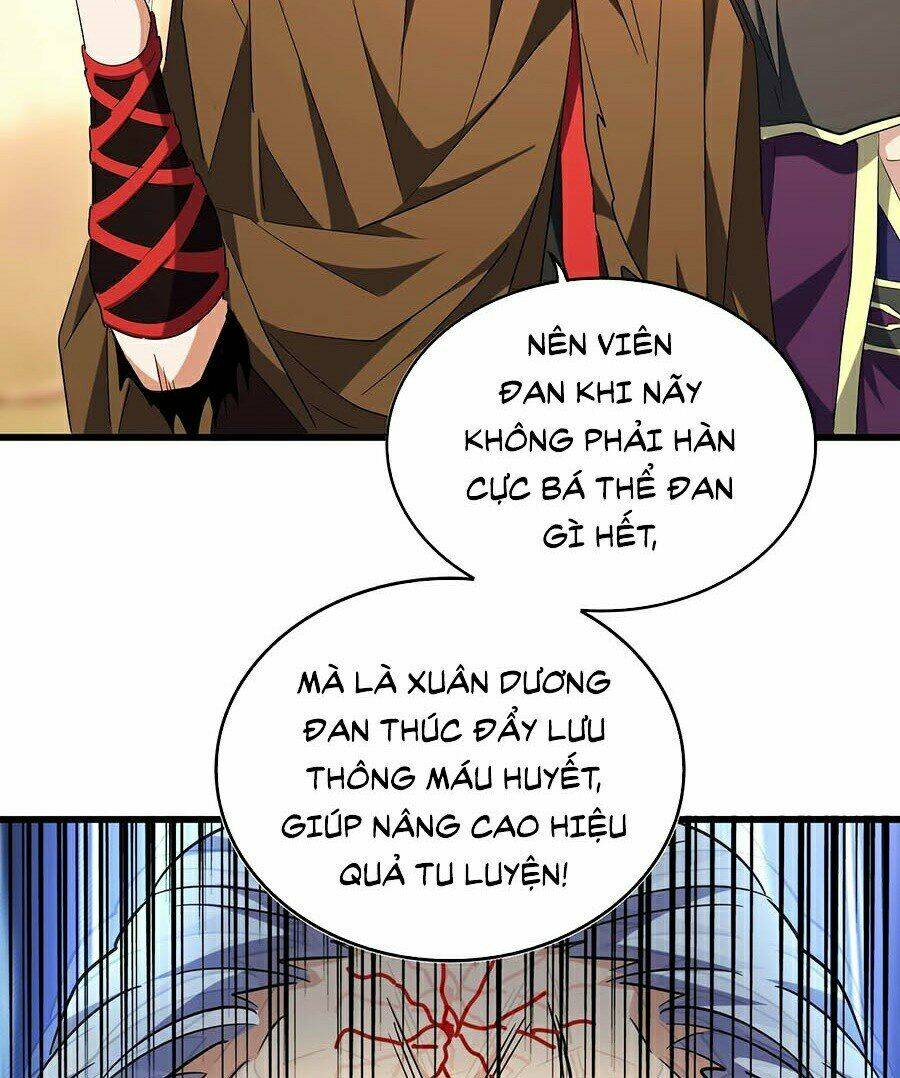 NÊN VIÊN
ĐAN KHI NÃY
KHÔNG PHẢI HÀN
CỰC BÁ THỂ ĐAN
GÌ HẾT,
MÀ LÀ XUÂN DƯƠNG
ĐAN THÚC ĐẨY LƯU
THÔNG MÁU HUYẾT,
GIÚP NÂNG CAO HIỆU
QUẢ TU LUYỆN!